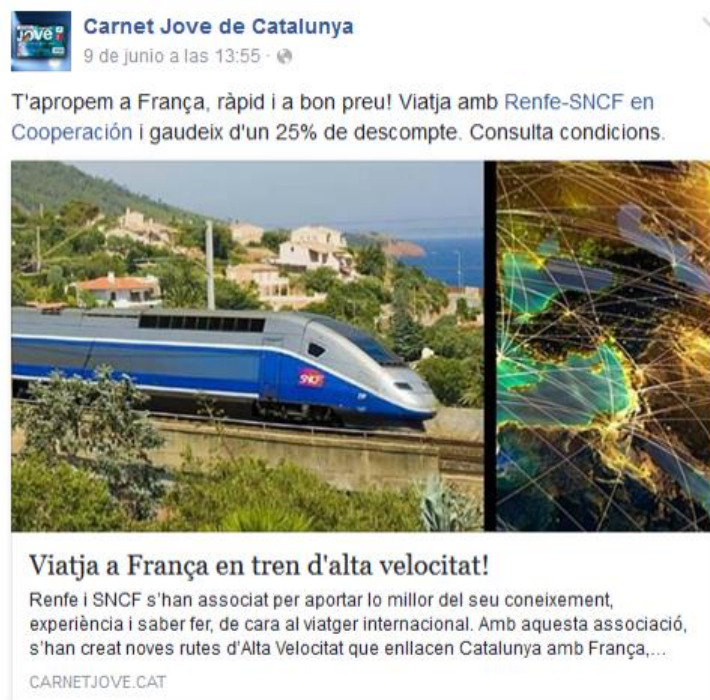 jove
Carnet Jove de Catalunya
9 de junio a las 13:55 ·
T'apropem a França, ràpid i a bon preu! Viatja amb Renfe-SNCF en
Cooperación i gaudeix d'un 25% de descompte. Consulta condicions.
SNCF
Viatja a França en tren d'alta velocitat!
Renfe i SNCF s'han associat per aportar lo millor del seu coneixement,
experiència i saber fer, de cara al viatger internacional. Amb aquesta associació,
s'han creat noves rutes d'Alta Velocitat que enllacen Catalunya amb França,...
CARNETJOVE.CAT